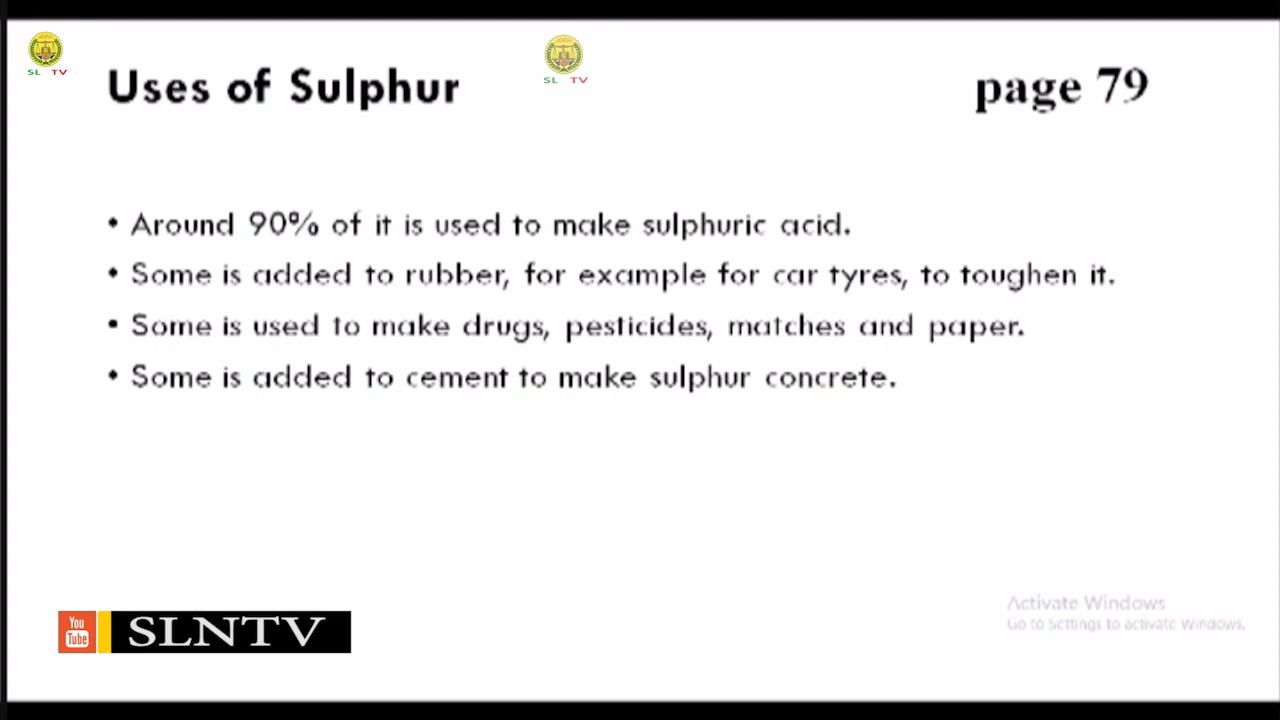 SL TV
SL TV
Uses of Sulphur
page 79
• Around 90% of it is used to make sulphuric acid.
• Some is added to rubber, for example for car tyres, to toughen it.
• Some is used to make drugs, pesticides, matches and paper.
• Some is added to cement to make sulphur concrete.
Activate Windows
Go to Settings to activate Windows.
You
Tube
SLNTV